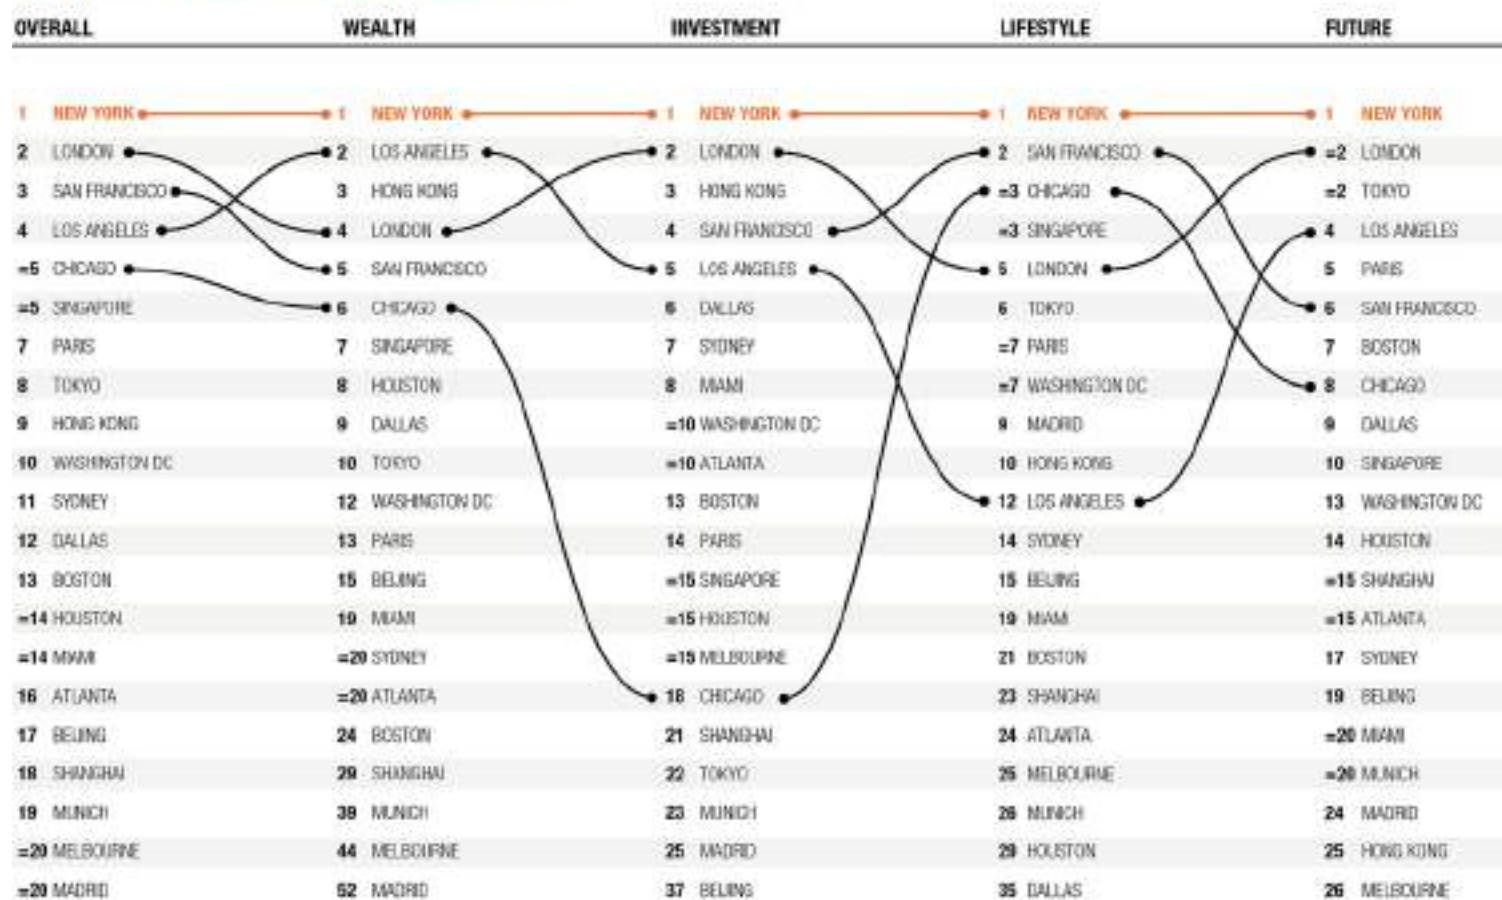 OVERALL WEALTH INVESTMENT LIFESTYLE FUTURE
1 NEW YORK 1 NEW YORK 1 NEW YORK 1 NEW YORK 1 NEW YORK
2 LONDON 2 LOS ANGELES 2 LONDON 2 SAN FRANCISCO =2 LONDON
3 SAN FRANCISCO 3 HONG KONG 3 HONG KONG =3 CHICAGO =2 TOKYO
4 LOS ANGELES 4 LONDON 4 SAN FRANCISCO =3 SINGAPORE 4 LOS ANGELES
=5 CHICAGO 5 SAN FRANCISCO 5 LOS ANGELES 5 LONDON 5 PARIS
=5 SINGAPORE 6 CHICAGO 6 DALLAS 6 TOKYO 6 SAN FRANCISCO
7 PARIS 7 SINGAPORE 7 SYDNEY =7 PARIS 7 BOSTON
8 TOKYO 8 HOUSTON 8 MIAMI =7 WASHINGTON DC 8 CHICAGO
9 HONG KONG 9 DALLAS =10 WASHINGTON DC 9 MADRID 9 DALLAS
10 WASHINGTON DC 10 TOKYO =10 ATLANTA 10 HONG KONG 10 SINGAPORE
11 SYDNEY 12 WASHINGTON DC 13 BOSTON 12 LOS ANGELES 13 WASHINGTON DC
12 DALLAS 13 PARIS 14 PARIS 14 SYDNEY 14 HOUSTON
13 BOSTON 15 BEIJING =15 SINGAPORE 15 BEIJING =15 SHANGHAI
=14 HOUSTON 19 MIAMI =15 HOUSTON 19 MIAMI =15 ATLANTA
=14 MIAMI =20 SYDNEY =15 MELBOURNE 21 BOSTON 17 SYDNEY
16 ATLANTA =20 ATLANTA 18 CHICAGO 23 SHANGHAI 19 BEIJING
17 BEIJING 24 BOSTON 21 SHANGHAI 24 ATLANTA =20 MIAMI
18 SHANGHAI 29 SHANGHAI 22 TOKYO 25 MELBOURNE =20 MUNICH
19 MUNICH 39 MUNICH 23 MUNICH 26 MUNICH 24 MADRID
=20 MELBOURNE 44 MELBOURNE 25 MADRID 29 HOUSTON 25 HONG KONG
=20 MADRID 52 MADRID 37 BEIJING 35 DALLAS 26 MELBOURNE